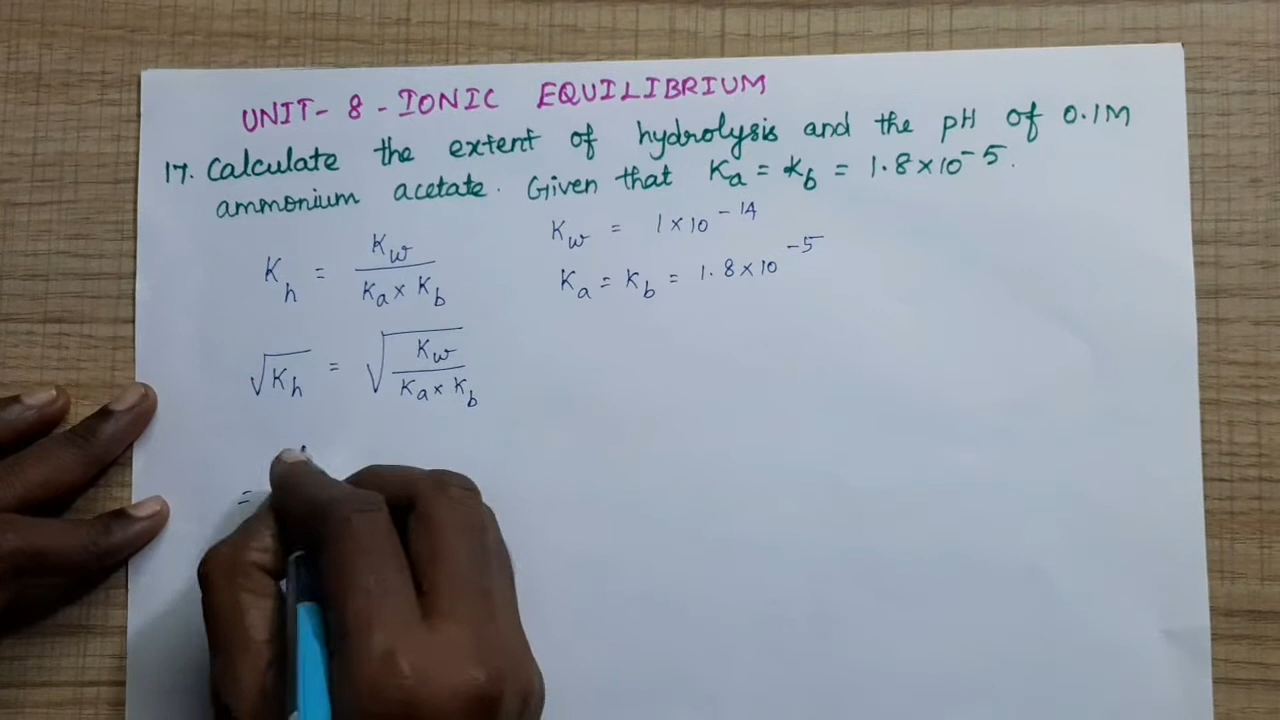 UNIT- 8 - IONIC EQUILIBRIUM
17. Calculate the extent of hydrolysis and the pH of 0.1M
ammonium acetate. Given that Ka = Kb = 1.8×10^-5.
Kh = Kw / (Ka × Kb)
Kw = 1×10^-14
Ka = Kb = 1.8×10^-5
√Kh = √(Kw / (Ka × Kb))
=